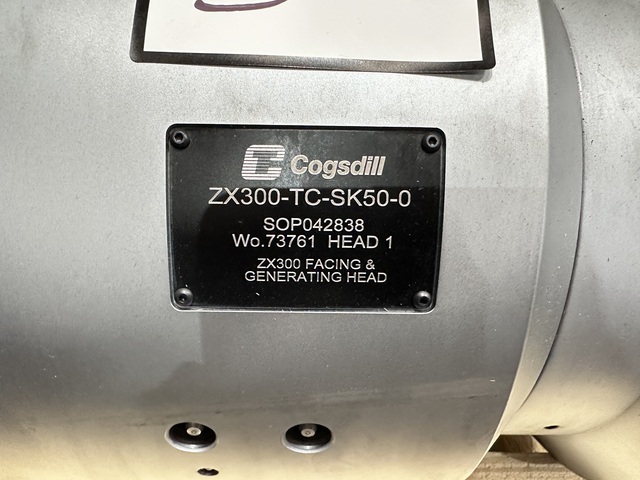 Cogsdill
ZX300-TC-SK50-0
SOP042838
Wo.73761 HEAD 1
ZX300 FACING &
GENERATING HEAD